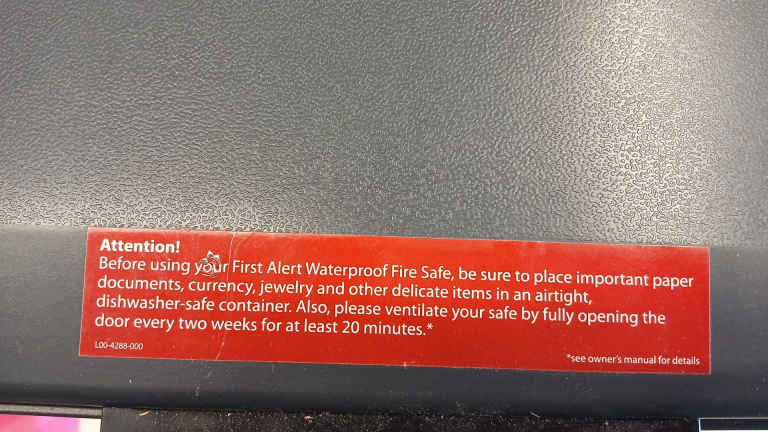 Attention!
Before using your First Alert Waterproof Fire Safe, be sure to place important paper
documents, currency, jewelry and other delicate items in an airtight,
dishwasher-safe container. Also, please ventilate your safe by fully opening the
door every two weeks for at least 20 minutes.*
L00-4288-000
*see owner's manual for details